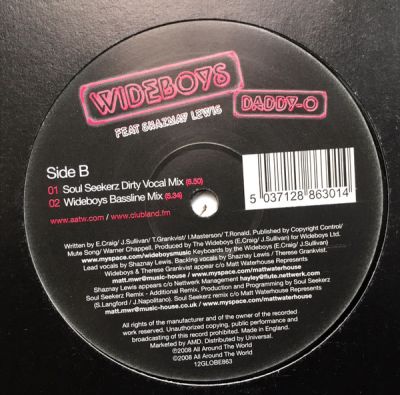 WIDEBOYS
DADDY-O
FEAT SHAZNAY LEWIS
Side B
01 Soul Seekerz Dirty Vocal Mix (6.50)
02 Wideboys Bassline Mix (5.34)
www.aatw.com / www.clubland.fm
5 037128 863014
Written by E.Craig/ J.Sullivan/ T.Grankvist/ I.Masterson/ T.Ronald. Published by Copyright Control/
Mute Song/ Warner Chappell. Produced by The Wideboys (E.Craig/ J.Sullivan) for Wideboys Ltd.
www.myspace.com/wideboysmusic Keyboards by the Wideboys (E.Craig/ J.Sullivan)
Lead vocals by Shaznay Lewis. Backing vocals by Shaznay Lewis / Therese Grankvist.
Wideboys & Therese Grankvist appear c/o Matt Waterhouse Represents
matt.mwr@music-house.co.uk / www.myspace.com/mattwaterhouse
Shaznay Lewis appears c/o Nettwerk Management hayley@flute.nettwerk.com
Soul Seekerz Remix - Additional Remix, Production and Programming by Soul Seekerz
(S.Langford / J.Napolitano). Soul Seekerz remix c/o Matt Waterhouse Represents
matt.mwr@music-house.co.uk / www.myspace.com/mattwaterhouse
All rights of the manufacturer and of the owner of the recorded
work reserved. Unauthorized copying, public performance and
broadcasting of this record prohibited. Made in England.
Marketed by AMD. Distributed by Universal.
℗2008 All Around The World
©2008 All Around The World
12GLOBE863